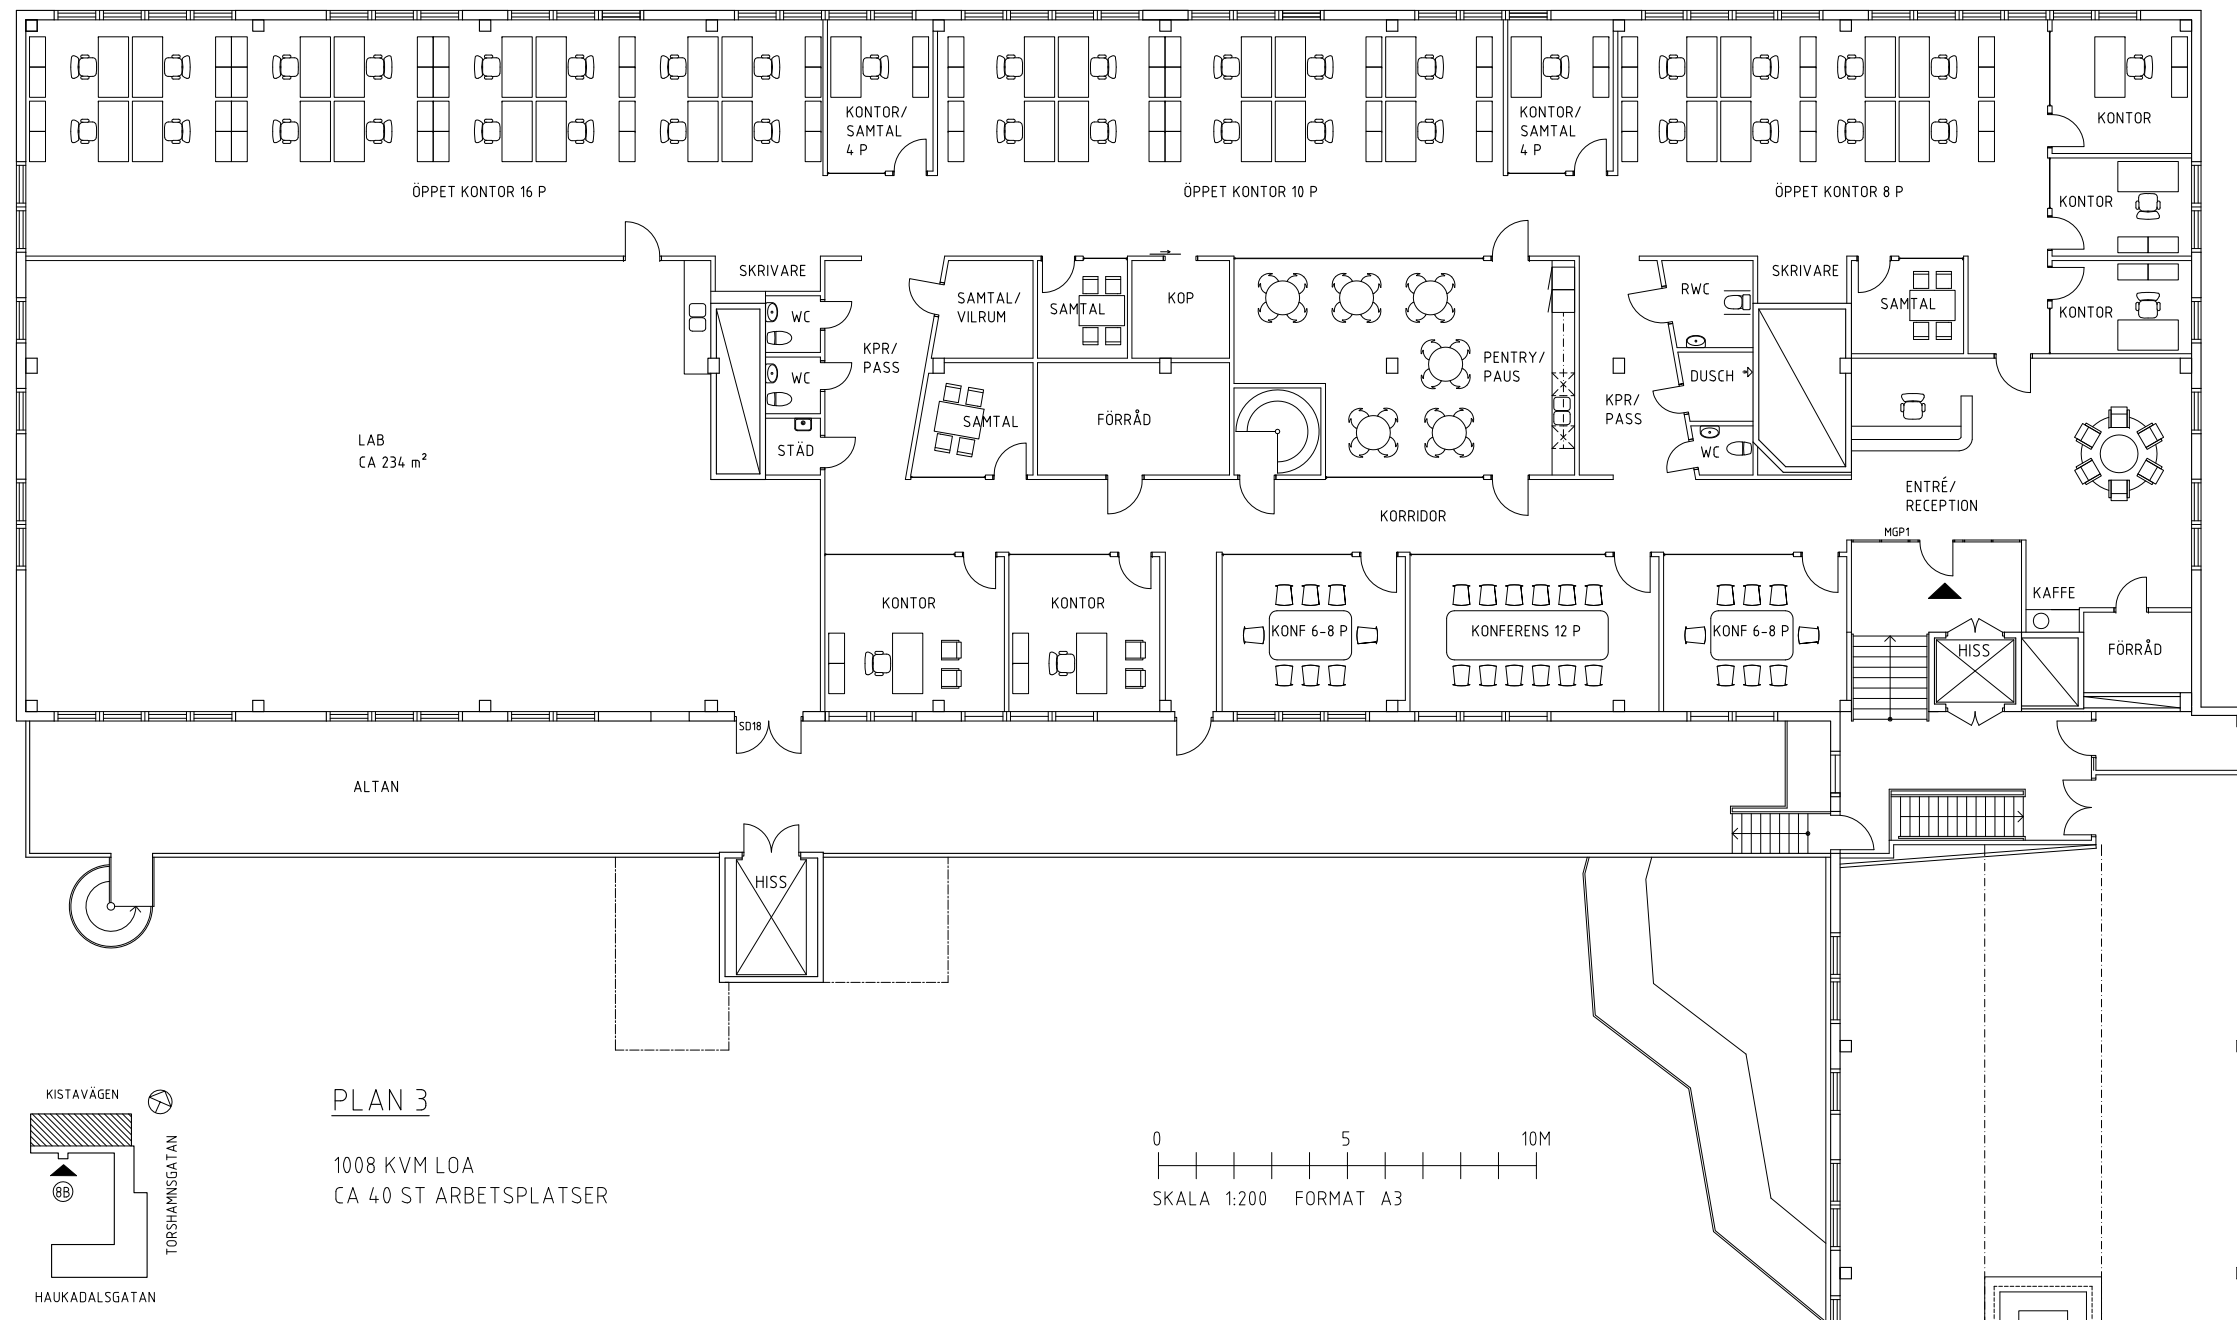 KONTOR/
SAMTAL
4 P
KONTOR/
SAMTAL
4 P
KONTOR
ÖPPET KONTOR 16 P
ÖPPET KONTOR 10 P
ÖPPET KONTOR 8 P
KONTOR
SKRIVARE
SAMTAL/
VILRUM
SAMTAL
KOP
RWC
SKRIVARE
SAMTAL
KONTOR
WC
KPR/
PASS
WC
PENTRY/
PAUS
DUSCH
KPR/
PASS
SAMTAL
FÖRRÅD
LAB
CA 234 m²
STÄD
WC
ENTRÉ/
RECEPTION
KORRIDOR
MGP1
KONTOR
KONTOR
KAFFE
KONF 6-8 P
KONFERENS 12 P
KONF 6-8 P
HISS
FÖRRÅD
SD18
ALTAN
HISS
KISTAVÄGEN
TORSHAMNSGATAN
8B
HAUKADALSGATAN
PLAN 3
1008 KVM LOA
CA 40 ST ARBETSPLATSER
0 5 10M
SKALA 1:200 FORMAT A3